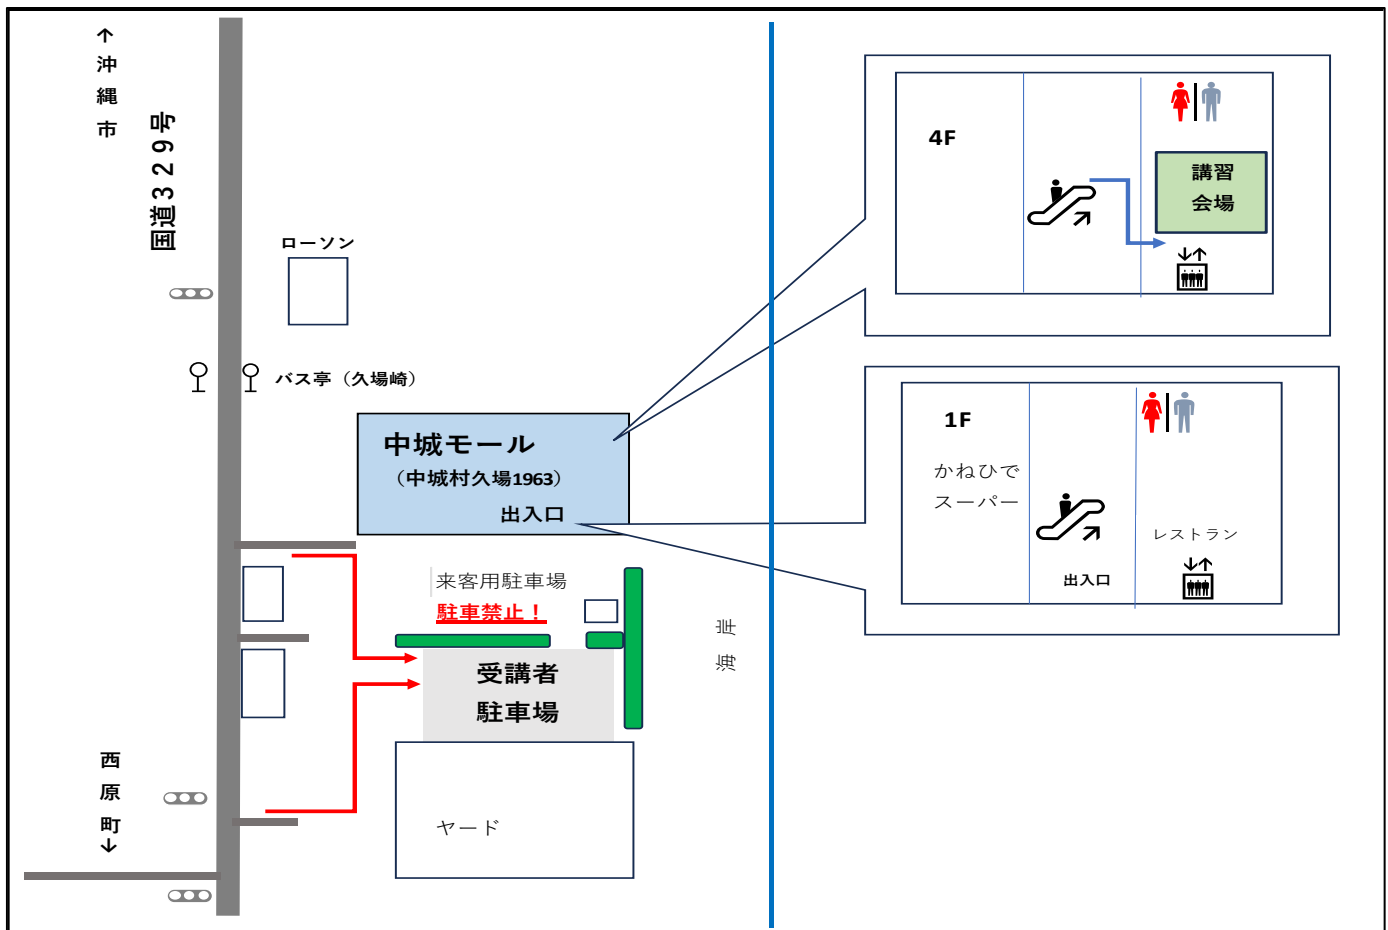 ↑沖縄市
国道３２９号
ローソン
バス亭（久場崎）
中城モール
（中城村久場1963）
出入口
来客用駐車場
駐車禁止！
受講者
駐車場
ヤード
西原町↓
海岸
4F
講習
会場
1F
かねひで
スーパー
レストラン
出入口